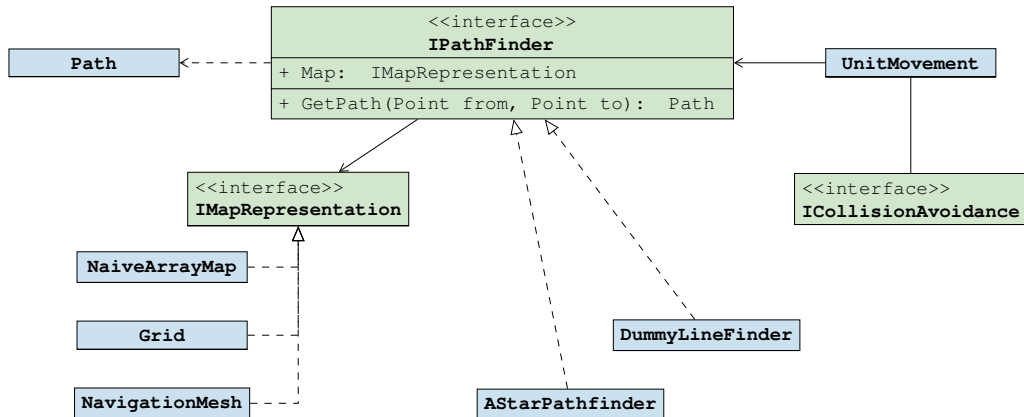 <<interface>>
IPathFinder
Path
UnitMovement
+ Map: IMapRepresentation
+ GetPath(Point from, Point to): Path
<<interface>>
IMapRepresentation
<<interface>>
ICollisionAvoidance
NaiveArrayMap
Grid
DummyLineFinder
NavigationMesh
AStarPathfinder